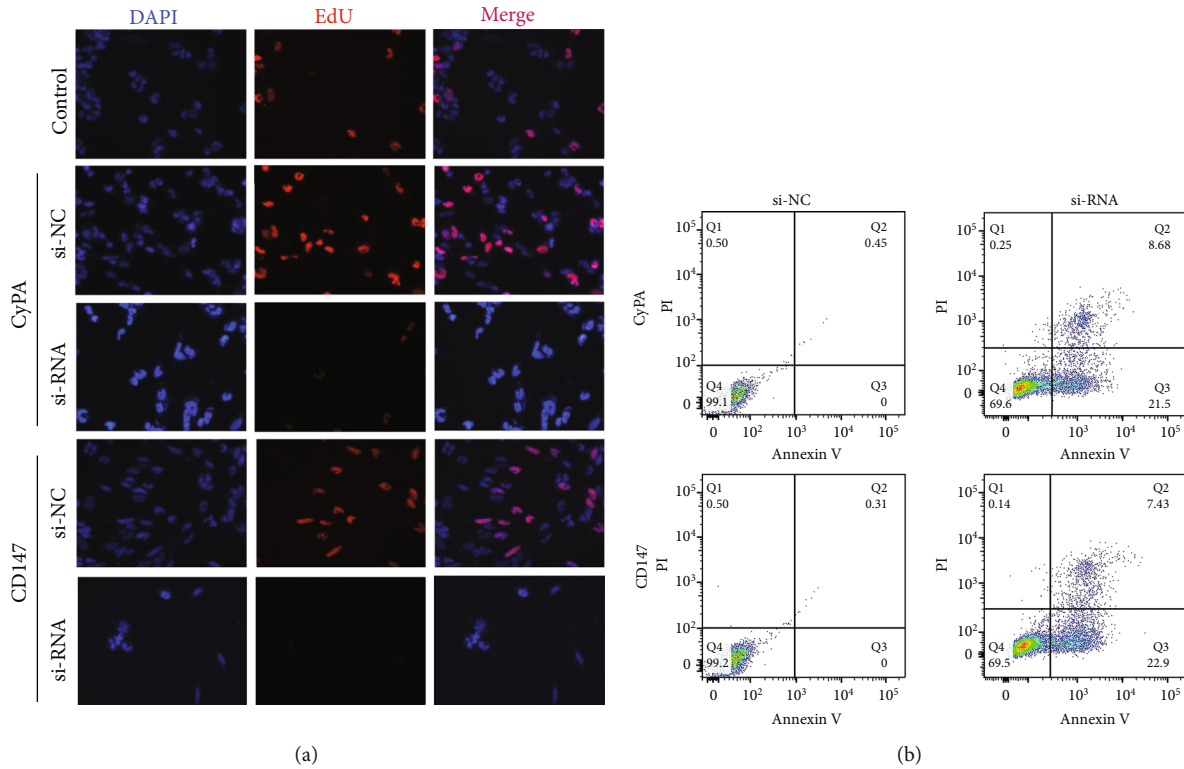 DAPI EdU Merge
Control
CyPA
si-NC
si-RNA
CD147
si-NC
si-RNA
(a)
si-NC si-RNA
CyPA
PI
10⁵
10⁴
10³
10²
0
Q1
0.50
Q2
0.45
Q4
99.1
Q3
0
0 10² 10³ 10⁴ 10⁵
Annexin V
PI
10⁵
10⁴
10³
10²
0
Q1
0.25
Q2
8.68
Q4
69.6
Q3
21.5
0 10³ 10⁴ 10⁵
Annexin V
CD147
PI
10⁵
10⁴
10³
10²
0
Q1
0.50
Q2
0.31
Q4
99.2
Q3
0
0 10² 10³ 10⁴ 10⁵
Annexin V
PI
10⁵
10⁴
10³
10²
0
Q1
0.14
Q2
7.43
Q4
69.5
Q3
22.9
0 10³ 10⁴ 10⁵
Annexin V
(b)